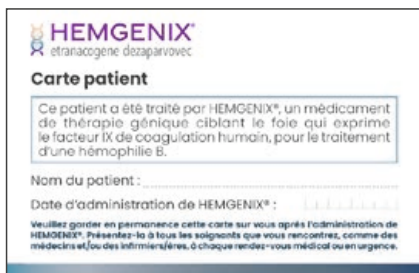 HEMGENIX®
etranacogene dezaparvovec
Carte patient
Ce patient a été traité par HEMGENIX®, un médicament
de thérapie génique ciblant le foie qui exprime
le facteur IX de coagulation humain, pour le traitement
d'une hémophilie B.
Nom du patient :
Date d'administration de HEMGENIX® :
Veuillez garder en permanence cette carte sur vous après l'administration de
HEMGENIX®. Présentez-la à tous les soignants que vous rencontrez, comme des
médecins et/ou des infirmiers/ères, à chaque rendez-vous médical ou en urgence.